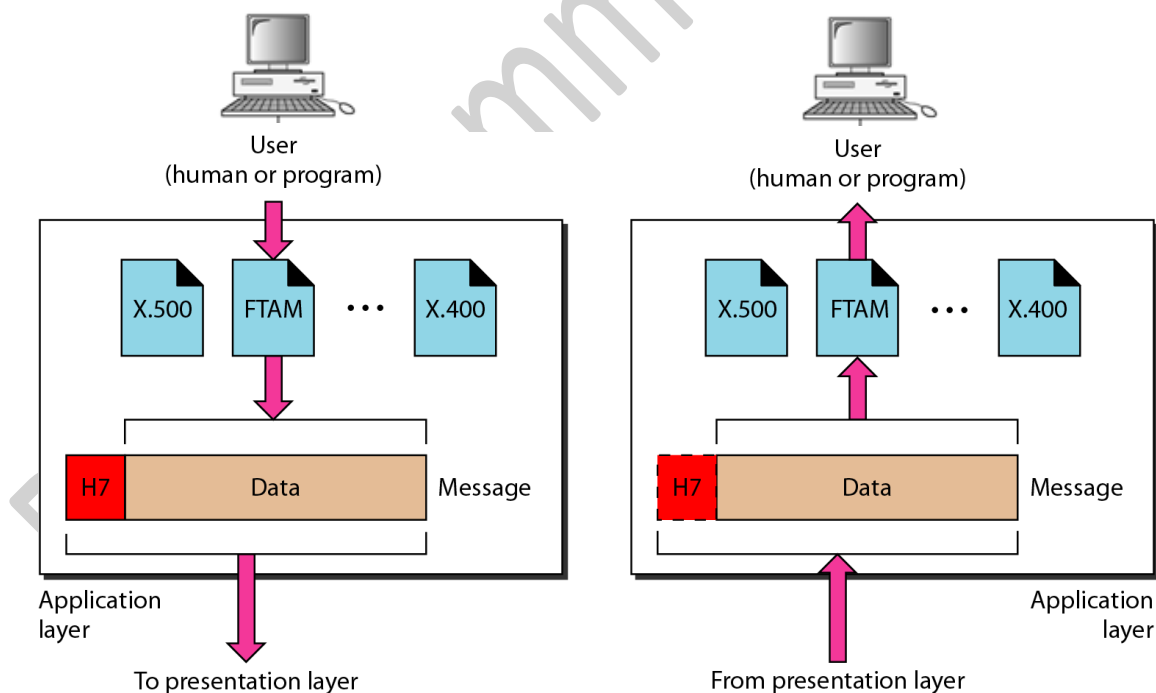 User
(human or program)
X.500
FTAM
...
X.400
H7
Data
Message
Application
layer
To presentation layer
User
(human or program)
X.500
FTAM
...
X.400
H7
Data
Message
Application
layer
From presentation layer